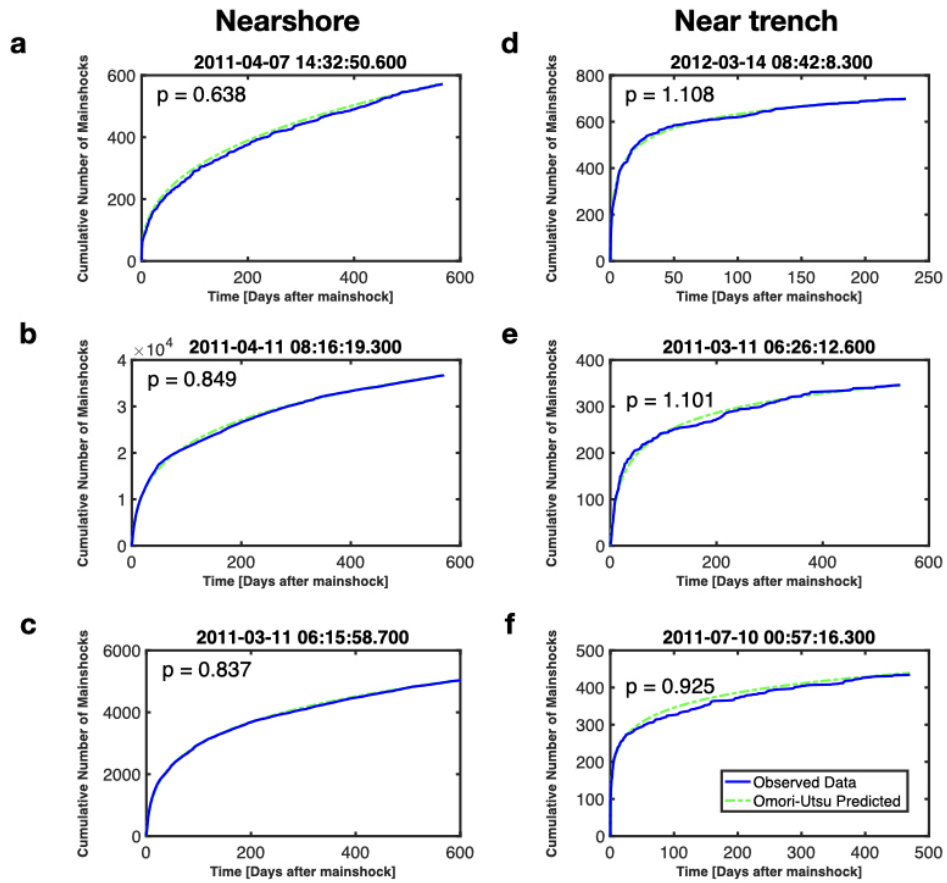 Nearshore
Near trench
a
2011-04-07 14:32:50.600
p = 0.638
Cumulative Number of Mainshocks
600
400
200
0
0 200 400 600
Time [Days after mainshock]
d
2012-03-14 08:42:8.300
p = 1.108
Cumulative Number of Mainshocks
800
600
400
200
0
0 50 100 150 200 250
Time [Days after mainshock]
b
×10⁴
2011-04-11 08:16:19.300
p = 0.849
Cumulative Number of Mainshocks
4
3
2
1
0
0 200 400 600
Time [Days after mainshock]
e
2011-03-11 06:26:12.600
p = 1.101
Cumulative Number of Mainshocks
400
300
200
100
0
0 200 400 600
Time [Days after mainshock]
c
2011-03-11 06:15:58.700
p = 0.837
Cumulative Number of Mainshocks
6000
4000
2000
0
0 200 400 600
Time [Days after mainshock]
f
2011-07-10 00:57:16.300
p = 0.925
Cumulative Number of Mainshocks
500
400
300
200
100
0
0 100 200 300 400 500
Time [Days after mainshock]
Observed Data
Omori-Utsu Predicted